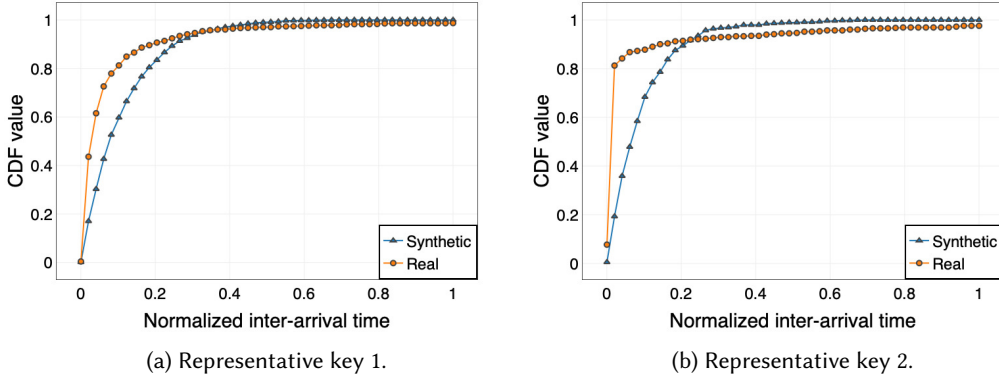 CDF value
1
0.8
0.6
0.4
0.2
0
0
0.2
0.4
0.6
0.8
1
Normalized inter-arrival time
Synthetic
Real
(a) Representative key 1.
CDF value
1
0.8
0.6
0.4
0.2
0
0
0.2
0.4
0.6
0.8
1
Normalized inter-arrival time
Synthetic
Real
(b) Representative key 2.